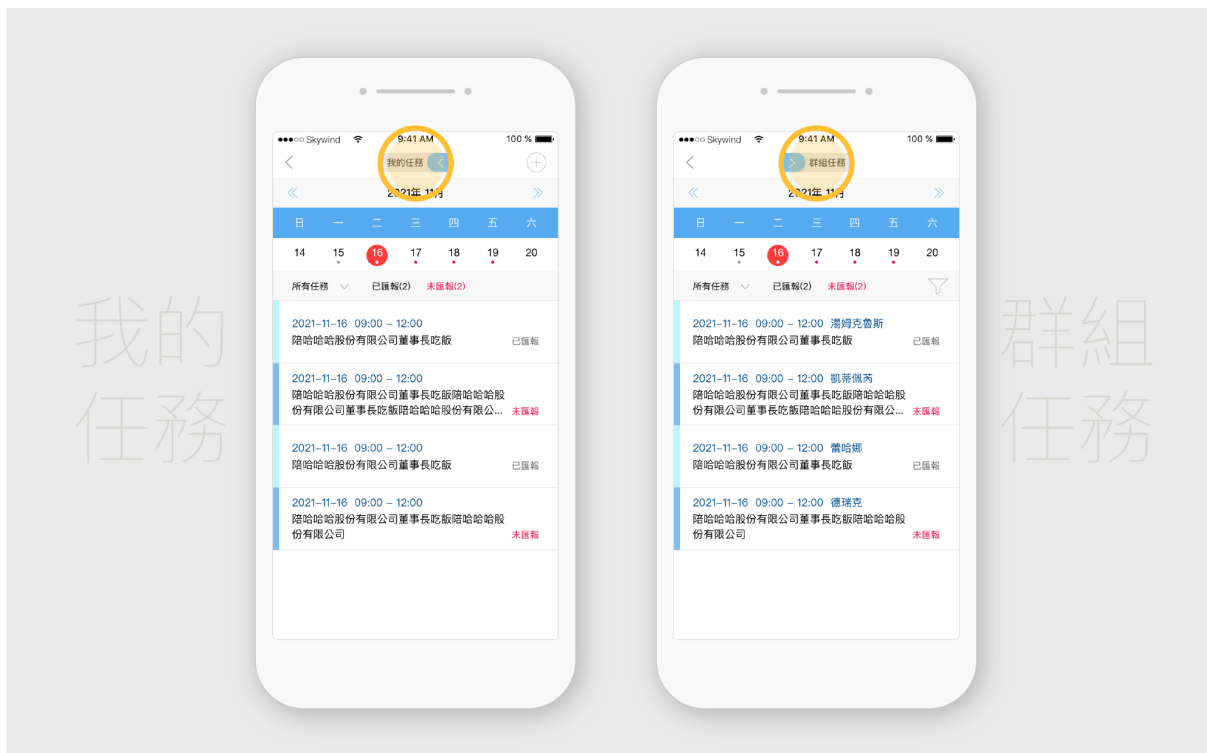 我的
任務
Skywind 9:41 AM 100 %
我的任務
2021年 11月
日 一 二 三 四 五 六
14 15 16 17 18 19 20
所有任務 已匯報(2) 未匯報(2)
2021-11-16 09:00 - 12:00
陪哈哈哈股份有限公司董事長吃飯 已匯報
2021-11-16 09:00 - 12:00
陪哈哈哈股份有限公司董事長吃飯陪哈哈哈股
份有限公司董事長吃飯陪哈哈哈股份有限公... 未匯報
2021-11-16 09:00 - 12:00
陪哈哈哈股份有限公司董事長吃飯 已匯報
2021-11-16 09:00 - 12:00
陪哈哈哈股份有限公司董事長吃飯陪哈哈哈股
份有限公司 未匯報
Skywind 9:41 AM 100 %
群組任務
2021年 11月
日 一 二 三 四 五 六
14 15 16 17 18 19 20
所有任務 已匯報(2) 未匯報(2)
2021-11-16 09:00 - 12:00 湯姆克魯斯
陪哈哈哈股份有限公司董事長吃飯 已匯報
2021-11-16 09:00 - 12:00 凱蒂佩芮
陪哈哈哈股份有限公司董事長吃飯陪哈哈哈股
份有限公司董事長吃飯陪哈哈哈股份有限公... 未匯報
2021-11-16 09:00 - 12:00 蕾哈娜
陪哈哈哈股份有限公司董事長吃飯 已匯報
2021-11-16 09:00 - 12:00 德瑞克
陪哈哈哈股份有限公司董事長吃飯陪哈哈哈股
份有限公司 未匯報
群組
任務